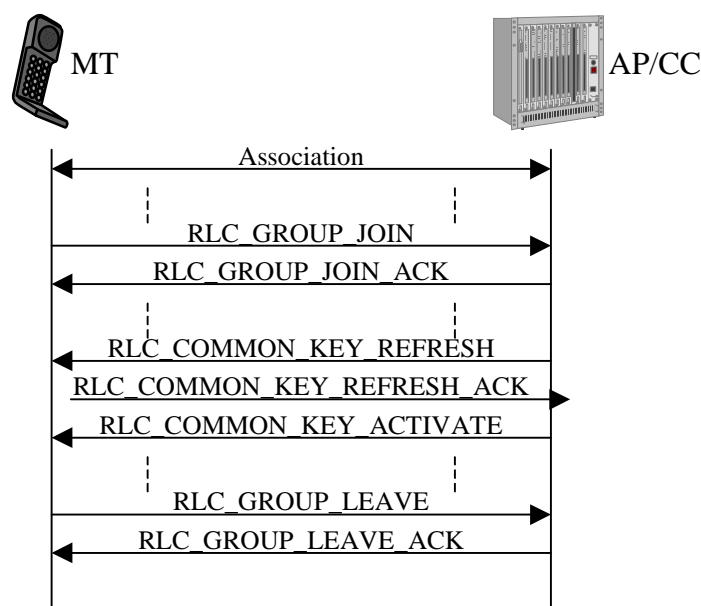 MT
AP/CC
Association
RLC_GROUP_JOIN
RLC_GROUP_JOIN_ACK
RLC_COMMON_KEY_REFRESH
RLC_COMMON_KEY_REFRESH_ACK
RLC_COMMON_KEY_ACTIVATE
RLC_GROUP_LEAVE
RLC_GROUP_LEAVE_ACK